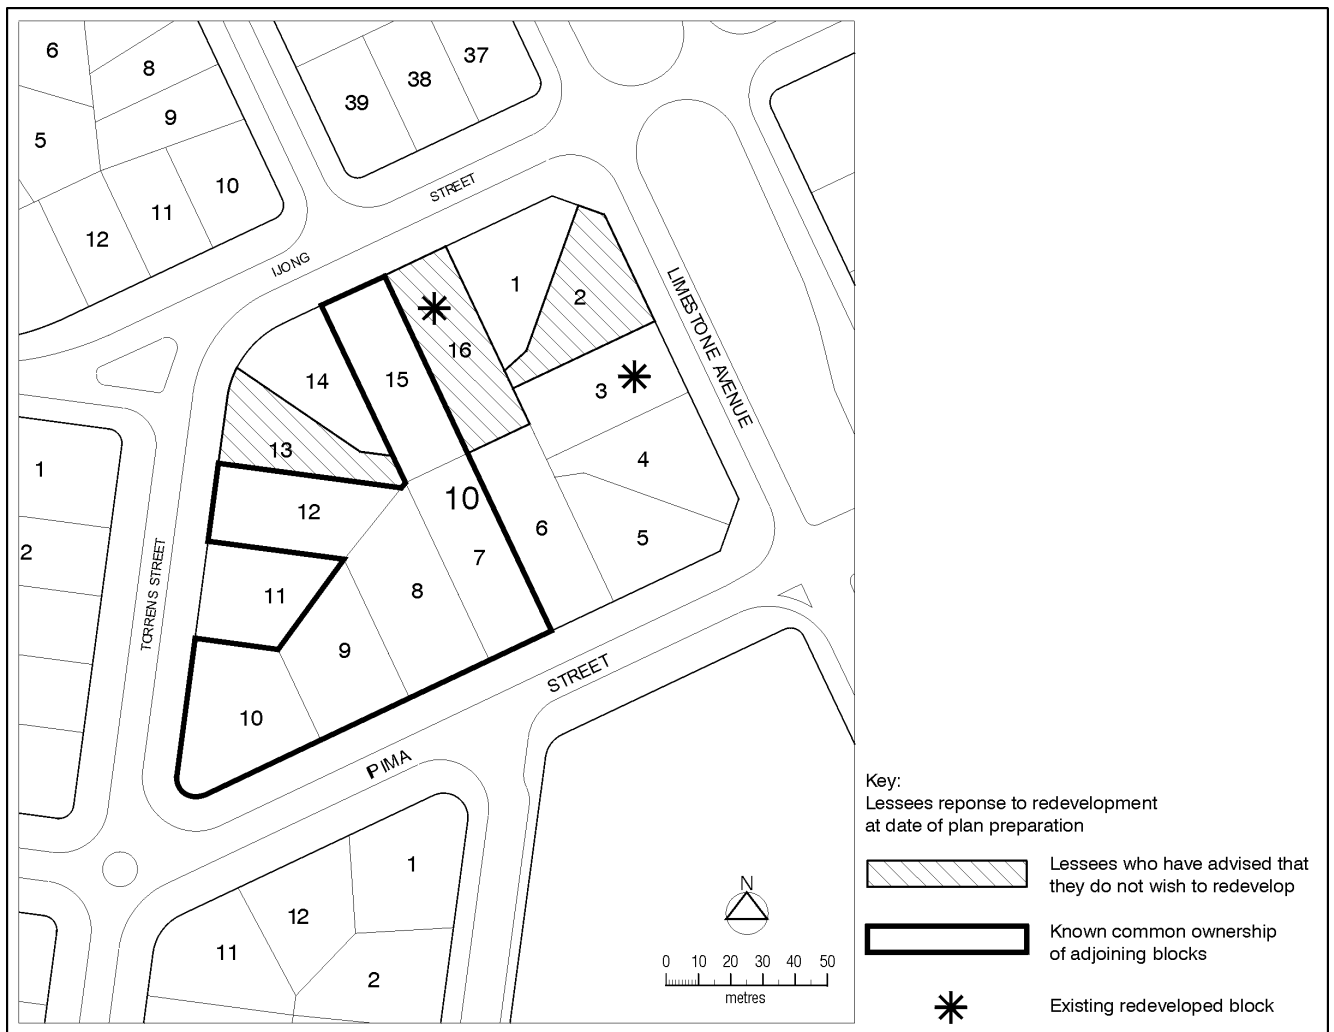 6
8
37
38
39
9
5
10
11
12
STREET
IJONG
1
2
16
LIMESTONE AVENUE
14
15
3
13
4
1
10
12
6
5
2
7
TORRENS STREET
11
8
9
STREET
10
PIMA
Key:
Lessees reponse to redevelopment
at date of plan preparation
1
Lessees who have advised that
they do not wish to redevelop
N
12
Known common ownership
of adjoining blocks
11
2
0 10 20 30 40 50
metres
Existing redeveloped block